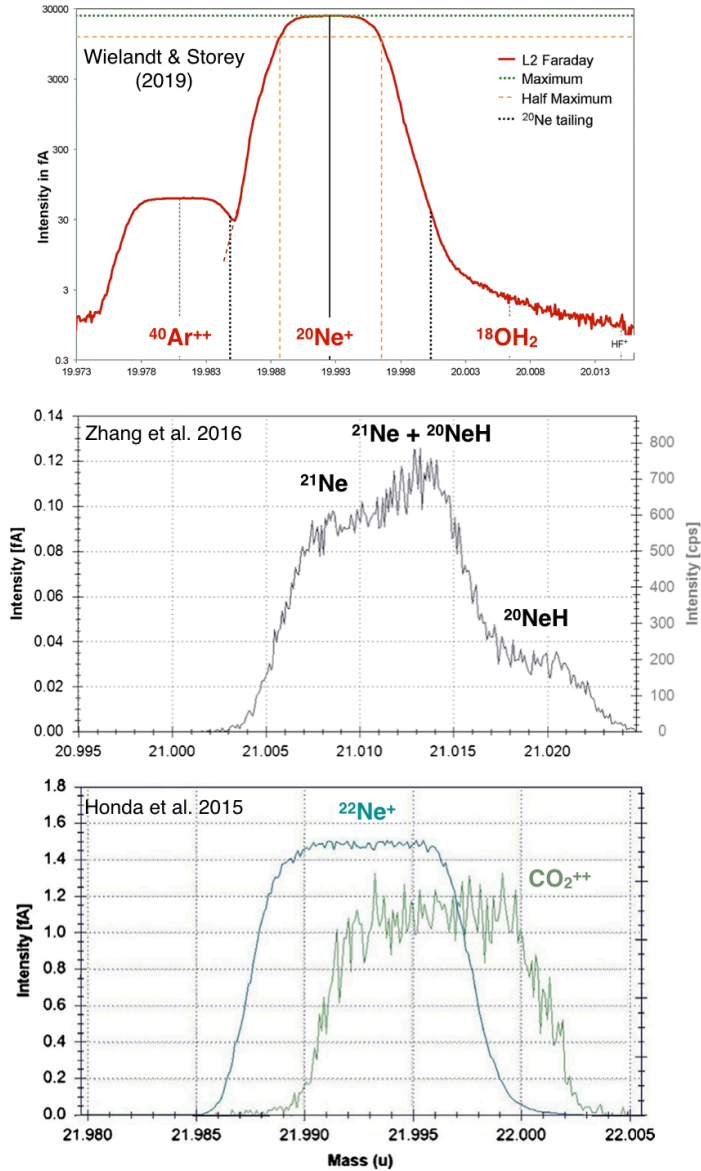 30000
Wielandt & Storey
(2019)
L2 Faraday
Maximum
Half Maximum
²⁰Ne tailing
3000
300
30
3
0.3
Intensity in fA
⁴⁰Ar⁺⁺
²⁰Ne⁺
¹⁸OH₂
HF⁺
19.973 19.978 19.983 19.988 19.993 19.998 20.003 20.008 20.013
0.14
Zhang et al. 2016
²¹Ne + ²⁰NeH
²¹Ne
²⁰NeH
0.12
0.10
0.08
0.06
0.04
0.02
0.00
Intensity [fA]
800
700
600
500
400
300
200
100
0
Intensity [cps]
20.995 21.000 21.005 21.010 21.015 21.020
1.8
Honda et al. 2015
²²Ne⁺
CO₂⁺⁺
1.6
1.4
1.2
1.0
0.8
0.6
0.4
0.2
0.0
Intensity [fA]
21.980 21.985 21.990 21.995 22.000 22.005
Mass (u)